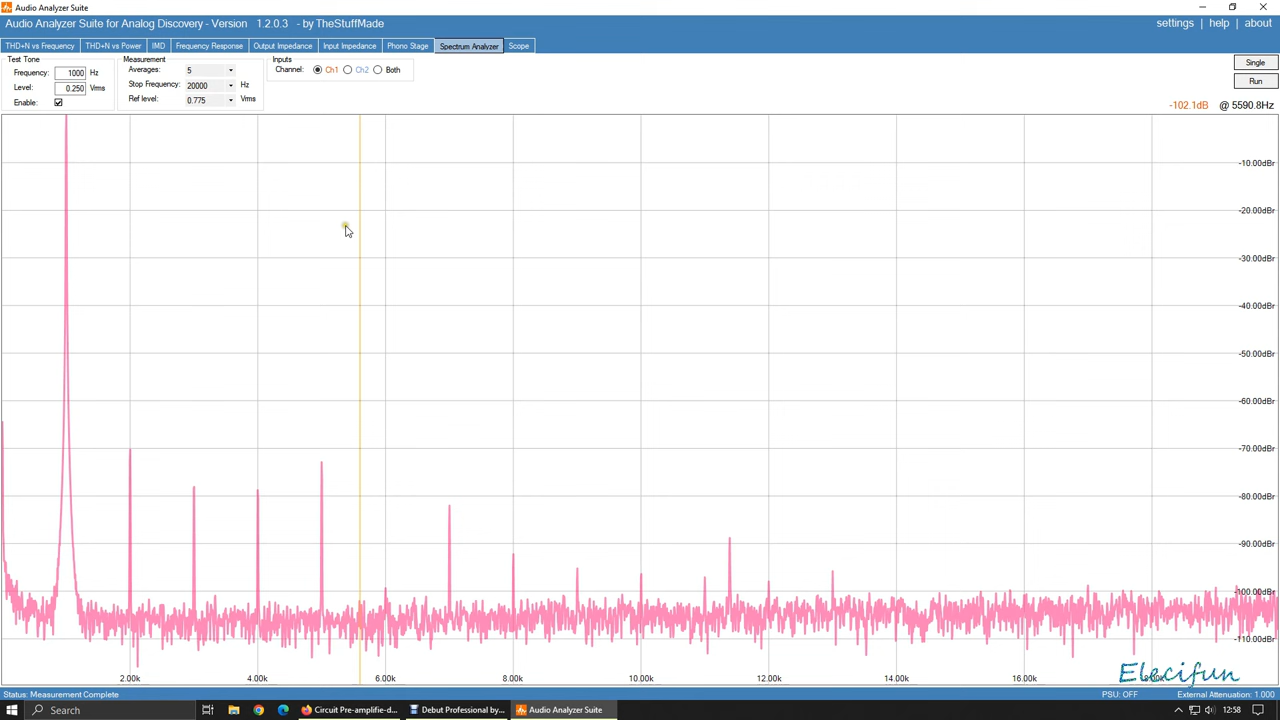 Audio Analyzer Suite
Audio Analyzer Suite for Analog Discovery - Version 1.2.0.3 - by TheStuffMade
settings | help | about
THD+N vs Frequency THD+N vs Power IMD Frequency Response Output Impedance Input Impedance Phono Stage Spectrum Analyzer Scope
Test Tone Measurement Inputs
Frequency: 1000 Hz Averages: 5 Channel: Ch1 Ch2 Both Single
Level: 0.250 Vrms Stop Frequency: 20000 Hz Run
Enable: Ref level: 0.775 Vrms
-102.1dB @ 5590.8Hz
-10.00dBr
-20.00dBr
-30.00dBr
-40.00dBr
-50.00dBr
-60.00dBr
-70.00dBr
-80.00dBr
-90.00dBr
-100.00dBr
-110.00dBr
2.00k 4.00k 6.00k 8.00k 10.00k 12.00k 14.00k 16.00k
Elecifun
Status: Measurement Complete PSU: OFF External Attenuation: 1.000
Search Circuit Pre-amplifie-d... Debut Professional by... Audio Analyzer Suite 12:58